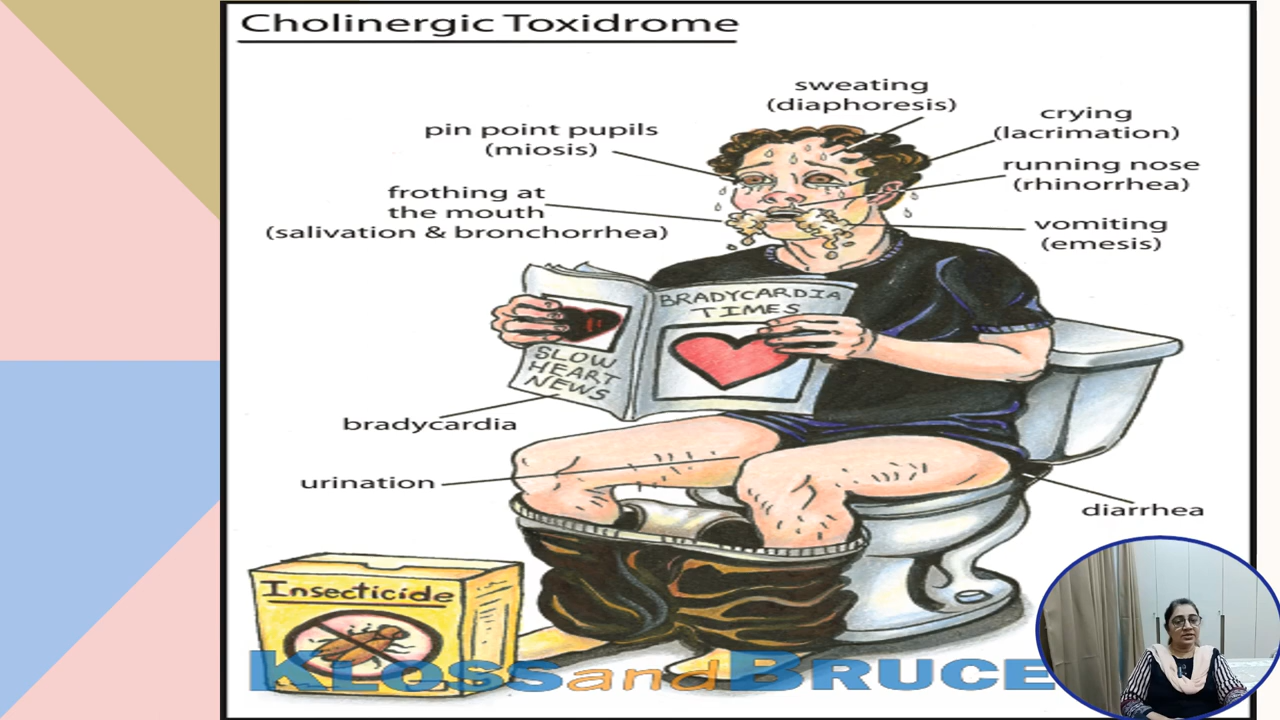 Cholinergic Toxidrome
sweating
(diaphoresis)
crying
(lacrimation)
pin point pupils
(miosis)
running nose
(rhinorrhea)
frothing at
the mouth
(salivation & bronchorrhea)
vomiting
(emesis)
BRADYCARDIA
TIMES
SLOW
HEART
NEWS
bradycardia
urination
diarrhea
Insecticide
KLOSS and BRUCE